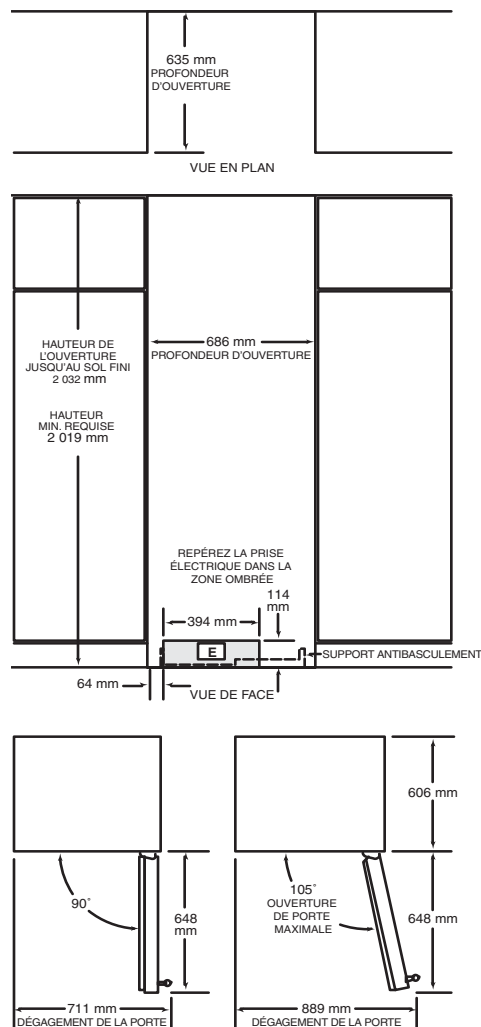 635 mm
PROFONDEUR
D'OUVERTURE
VUE EN PLAN
HAUTEUR DE
L'OUVERTURE
JUSQU'AU SOL FINI
2 032 mm
HAUTEUR
MIN. REQUISE
2 019 mm
686 mm
PROFONDEUR D'OUVERTURE
REPÉREZ LA PRISE
ÉLECTRIQUE DANS LA
ZONE OMBRÉE
114
mm
394 mm
E
SUPPORT ANTIBASCULEMENT
64 mm
VUE DE FACE
606 mm
90°
648
mm
105°
OUVERTURE
DE PORTE
MAXIMALE
648 mm
711 mm
DÉGAGEMENT DE LA PORTE
889 mm
DÉGAGEMENT DE LA PORTE